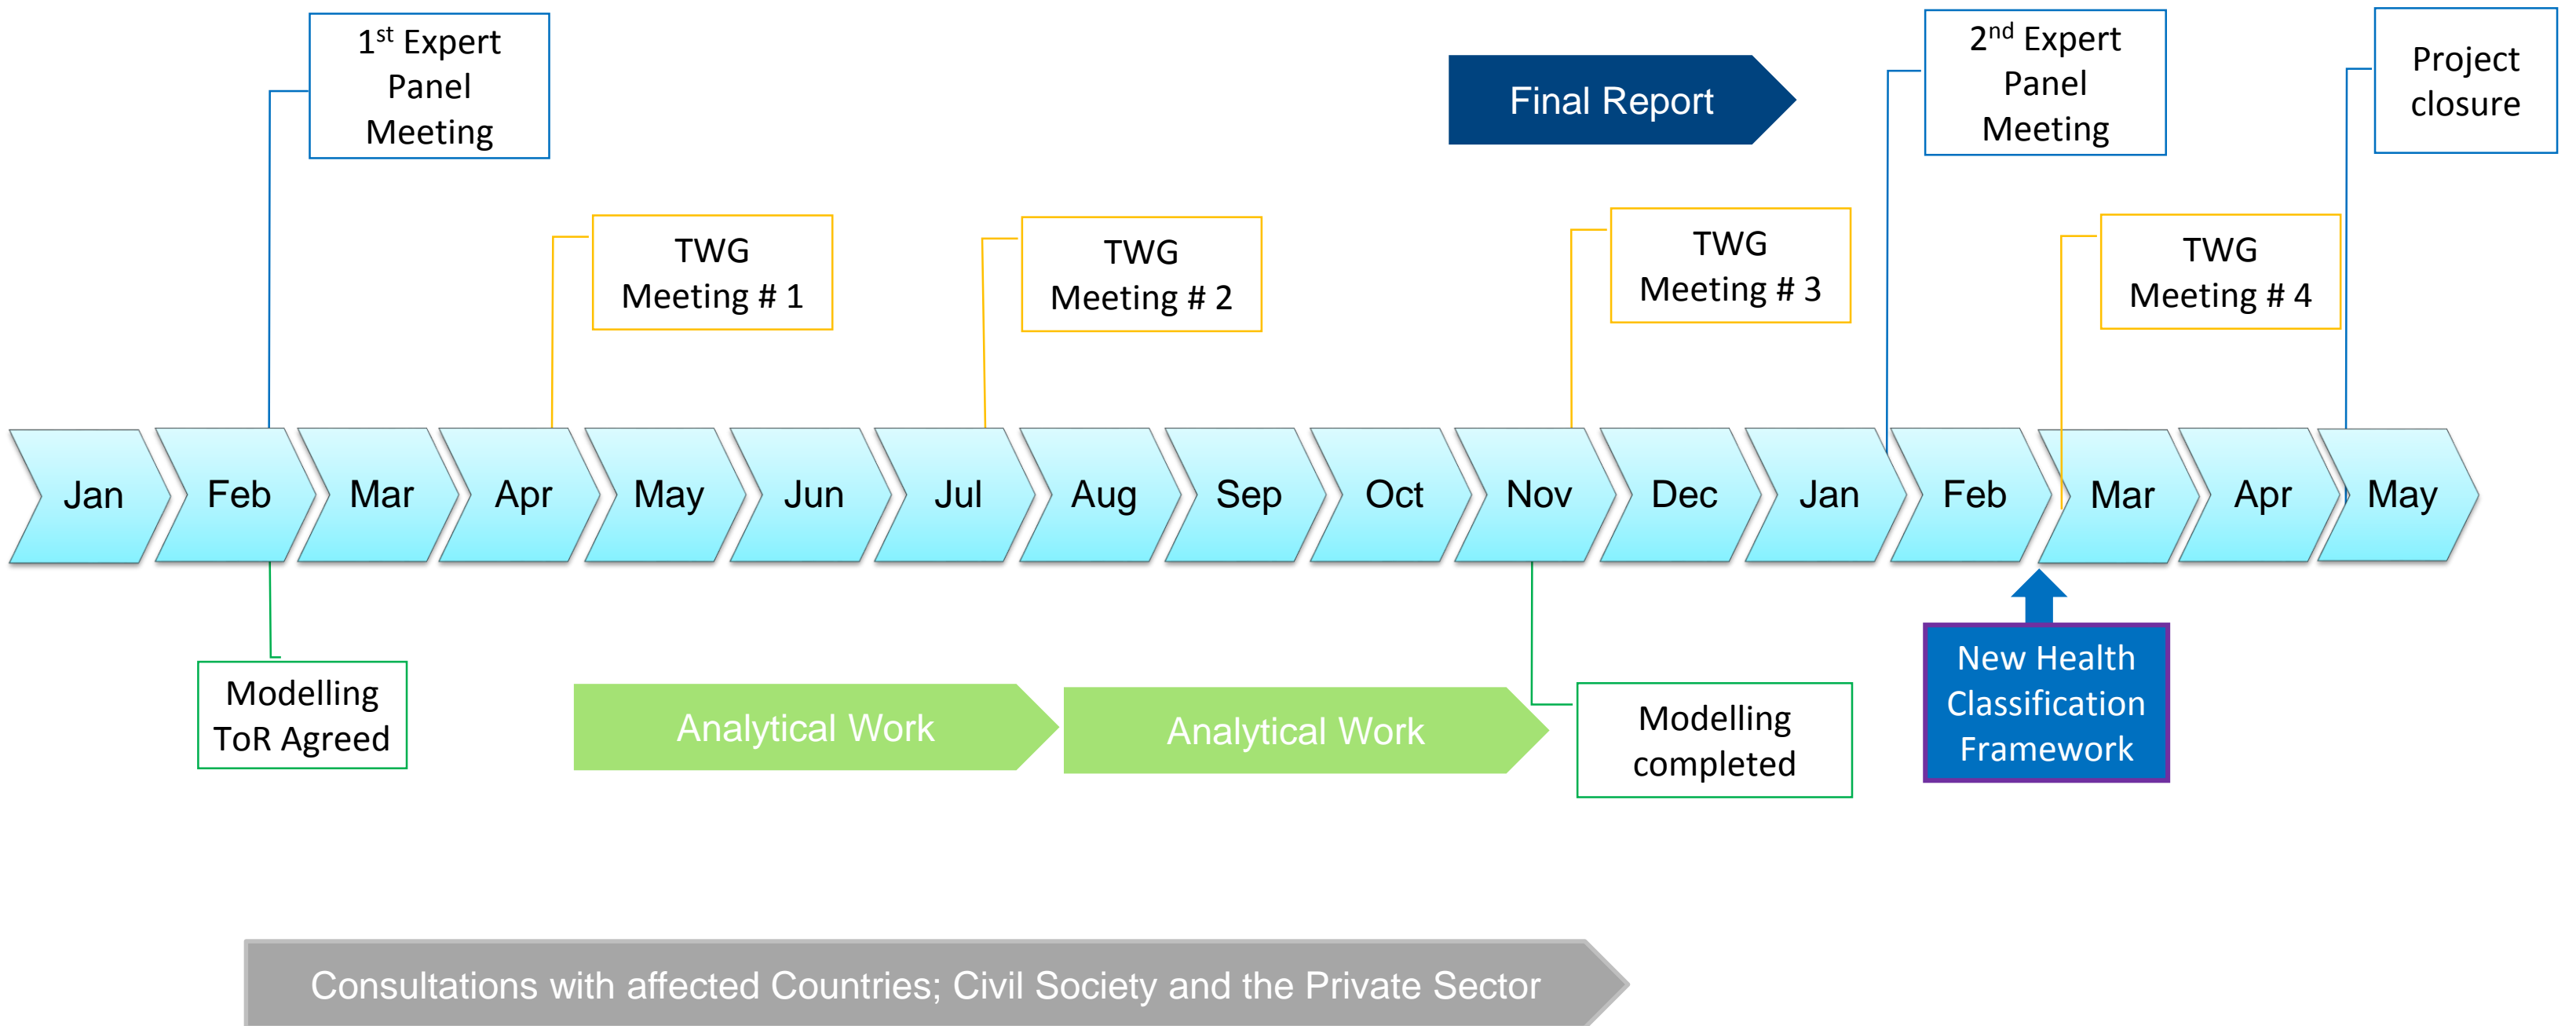 1st Expert
Panel
Meeting
Final Report
2nd Expert
Panel
Meeting
Project
closure
TWG
Meeting # 1
TWG
Meeting # 2
TWG
Meeting # 3
TWG
Meeting # 4
Jan
Feb
Mar
Apr
May
Jun
Jul
Aug
Sep
Oct
Nov
Dec
Jan
Feb
Mar
Apr
May
Modelling
ToR Agreed
Analytical Work
Analytical Work
Modelling
completed
New Health
Classification
Framework
Consultations with affected Countries; Civil Society and the Private Sector